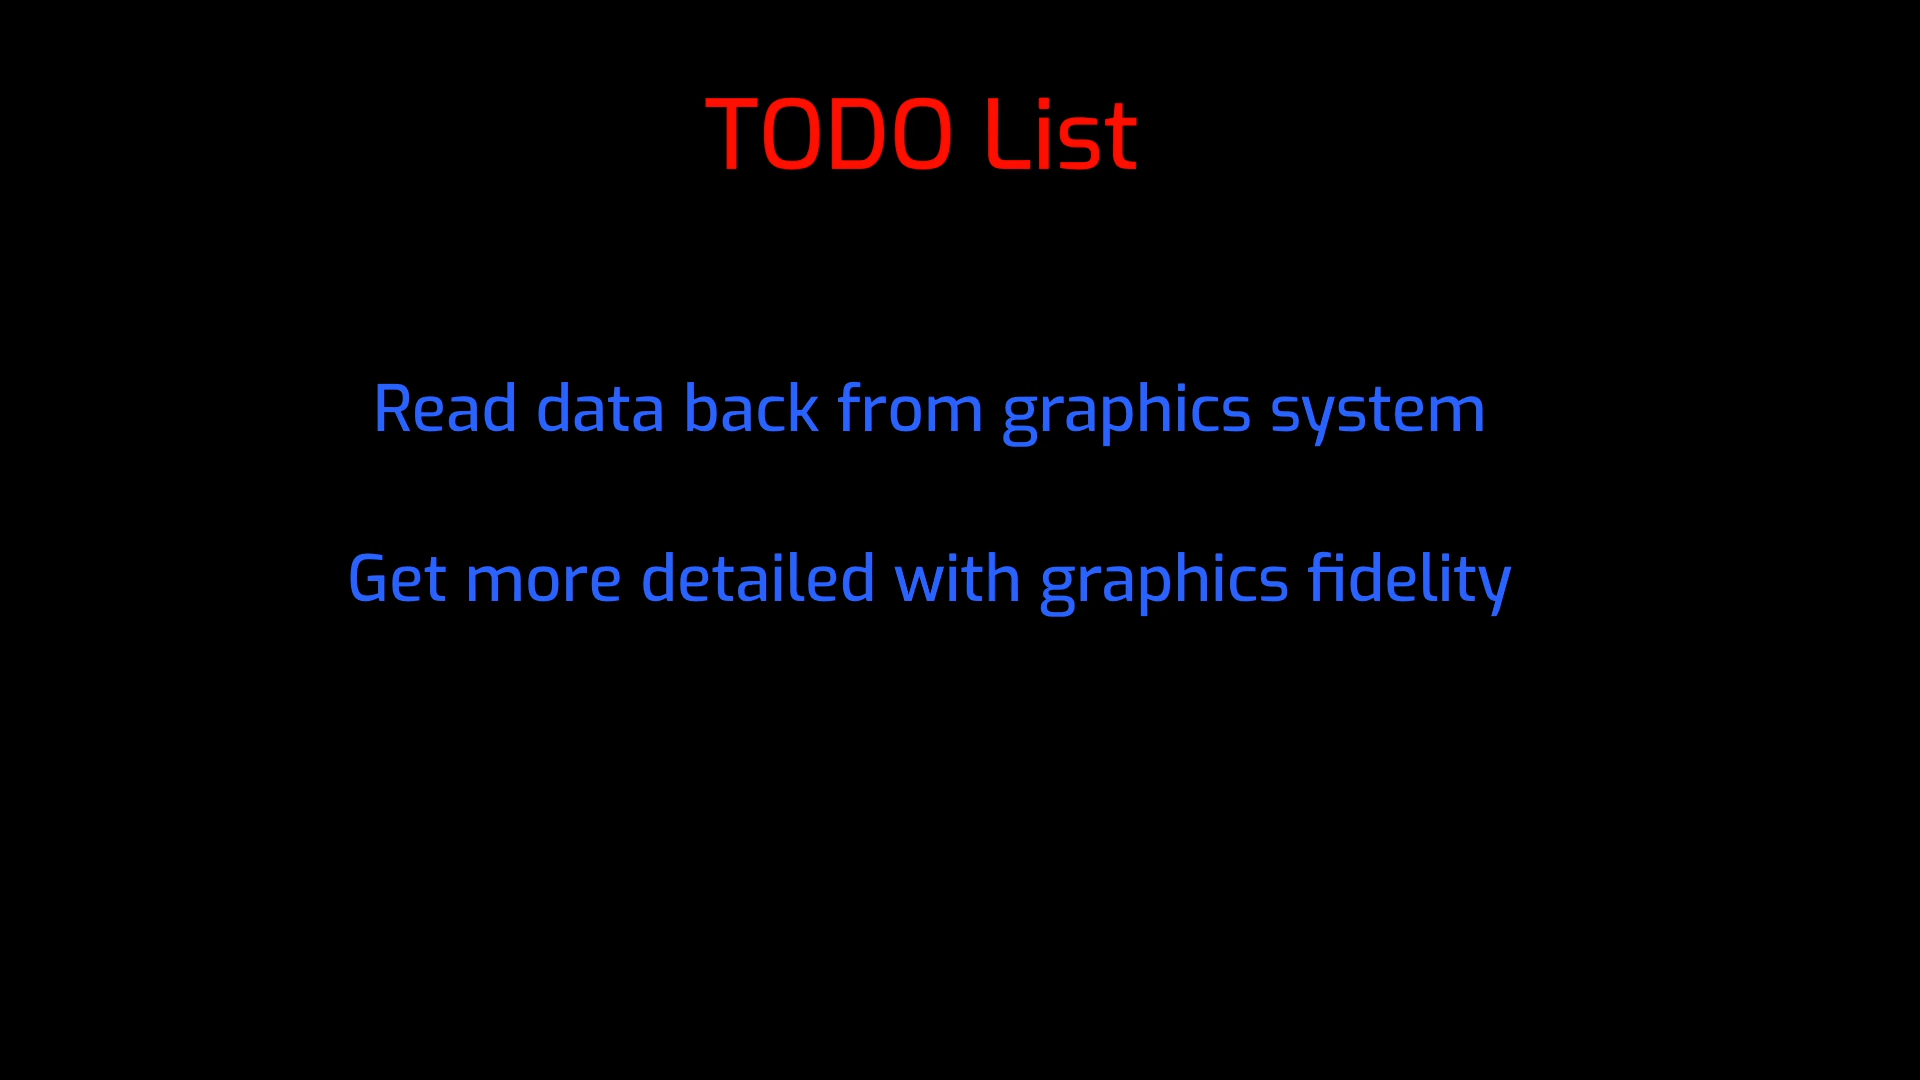 TODO List
Read data back from graphics system
Get more detailed with graphics fidelity